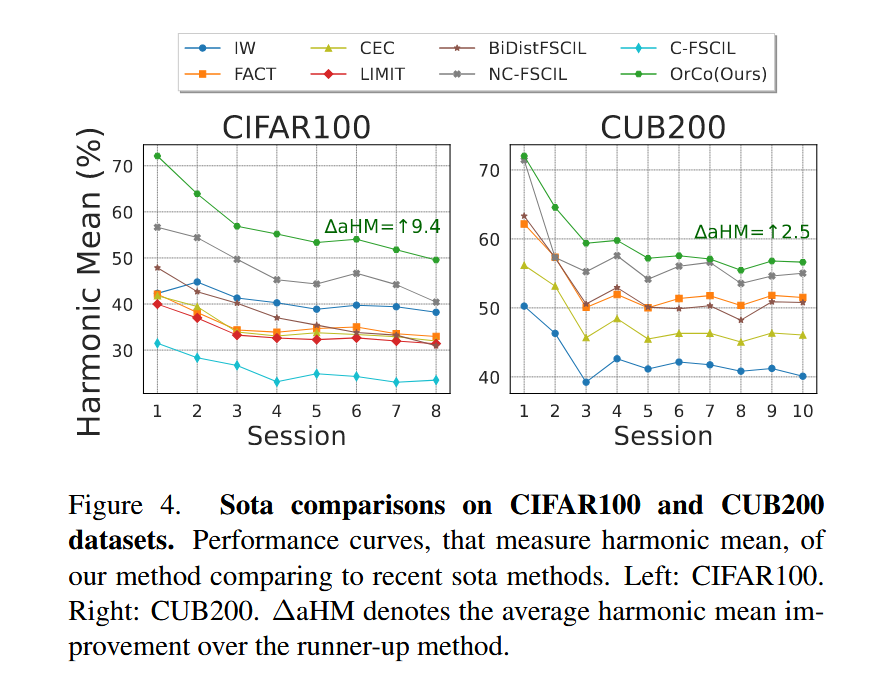 IW CEC BiDistFSCIL C-FSCIL
FACT LIMIT NC-FSCIL OrCo(Ours)
CIFAR100 CUB200
Harmonic Mean (%)
70
60
50
40
30
ΔaHM=↑9.4
1 2 3 4 5 6 7 8
Session
70
60
50
40
ΔaHM=↑2.5
1 2 3 4 5 6 7 8 9 10
Session
Figure 4. Sota comparisons on CIFAR100 and CUB200
datasets. Performance curves, that measure harmonic mean, of
our method comparing to recent sota methods. Left: CIFAR100.
Right: CUB200. ΔaHM denotes the average harmonic mean im-
provement over the runner-up method.